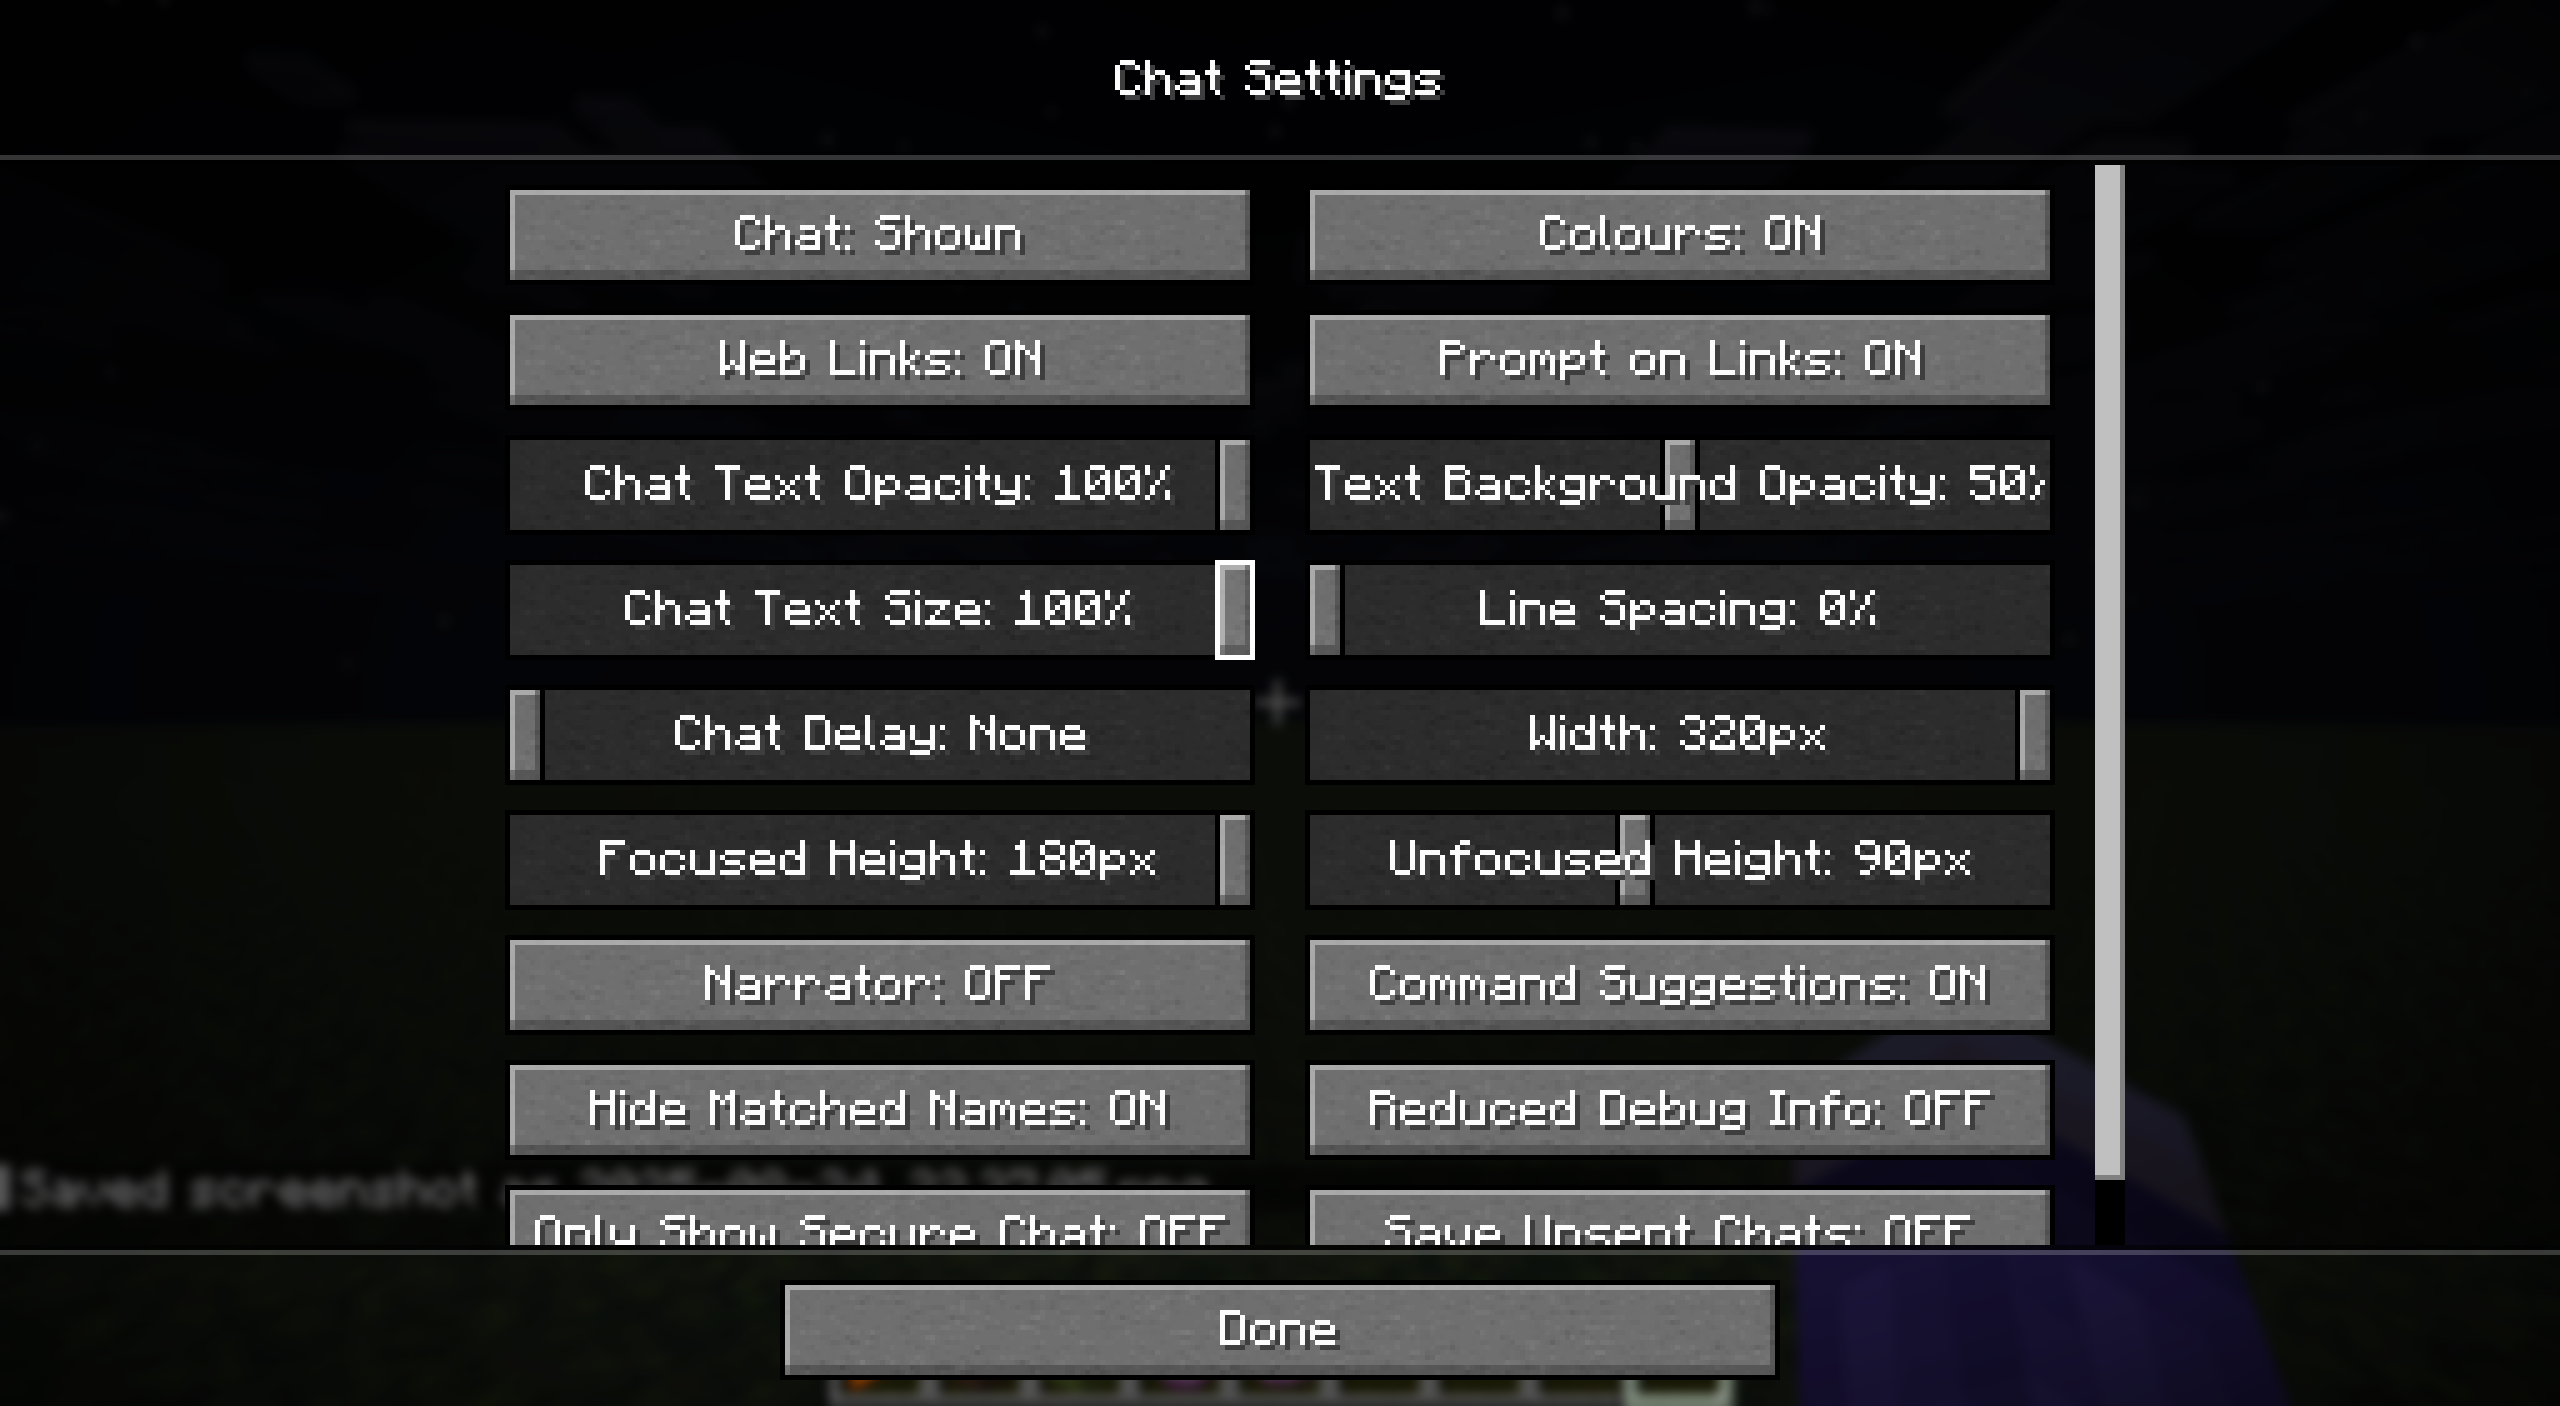 Chat Settings
Chat: Shown
Colours: ON
Web Links: ON
Prompt on Links: ON
Chat Text Opacity: 100%
Text Background Opacity: 50%
Chat Text Size: 100%
Line Spacing: 0%
Chat Delay: None
Width: 320px
Focused Height: 180px
Unfocused Height: 90px
Narrator: OFF
Command Suggestions: ON
Hide Matched Names: ON
Reduced Debug Info: OFF
Saved screenshot
Only Show Secure Chat: OFF
Save Unsent Chats: OFF
Done